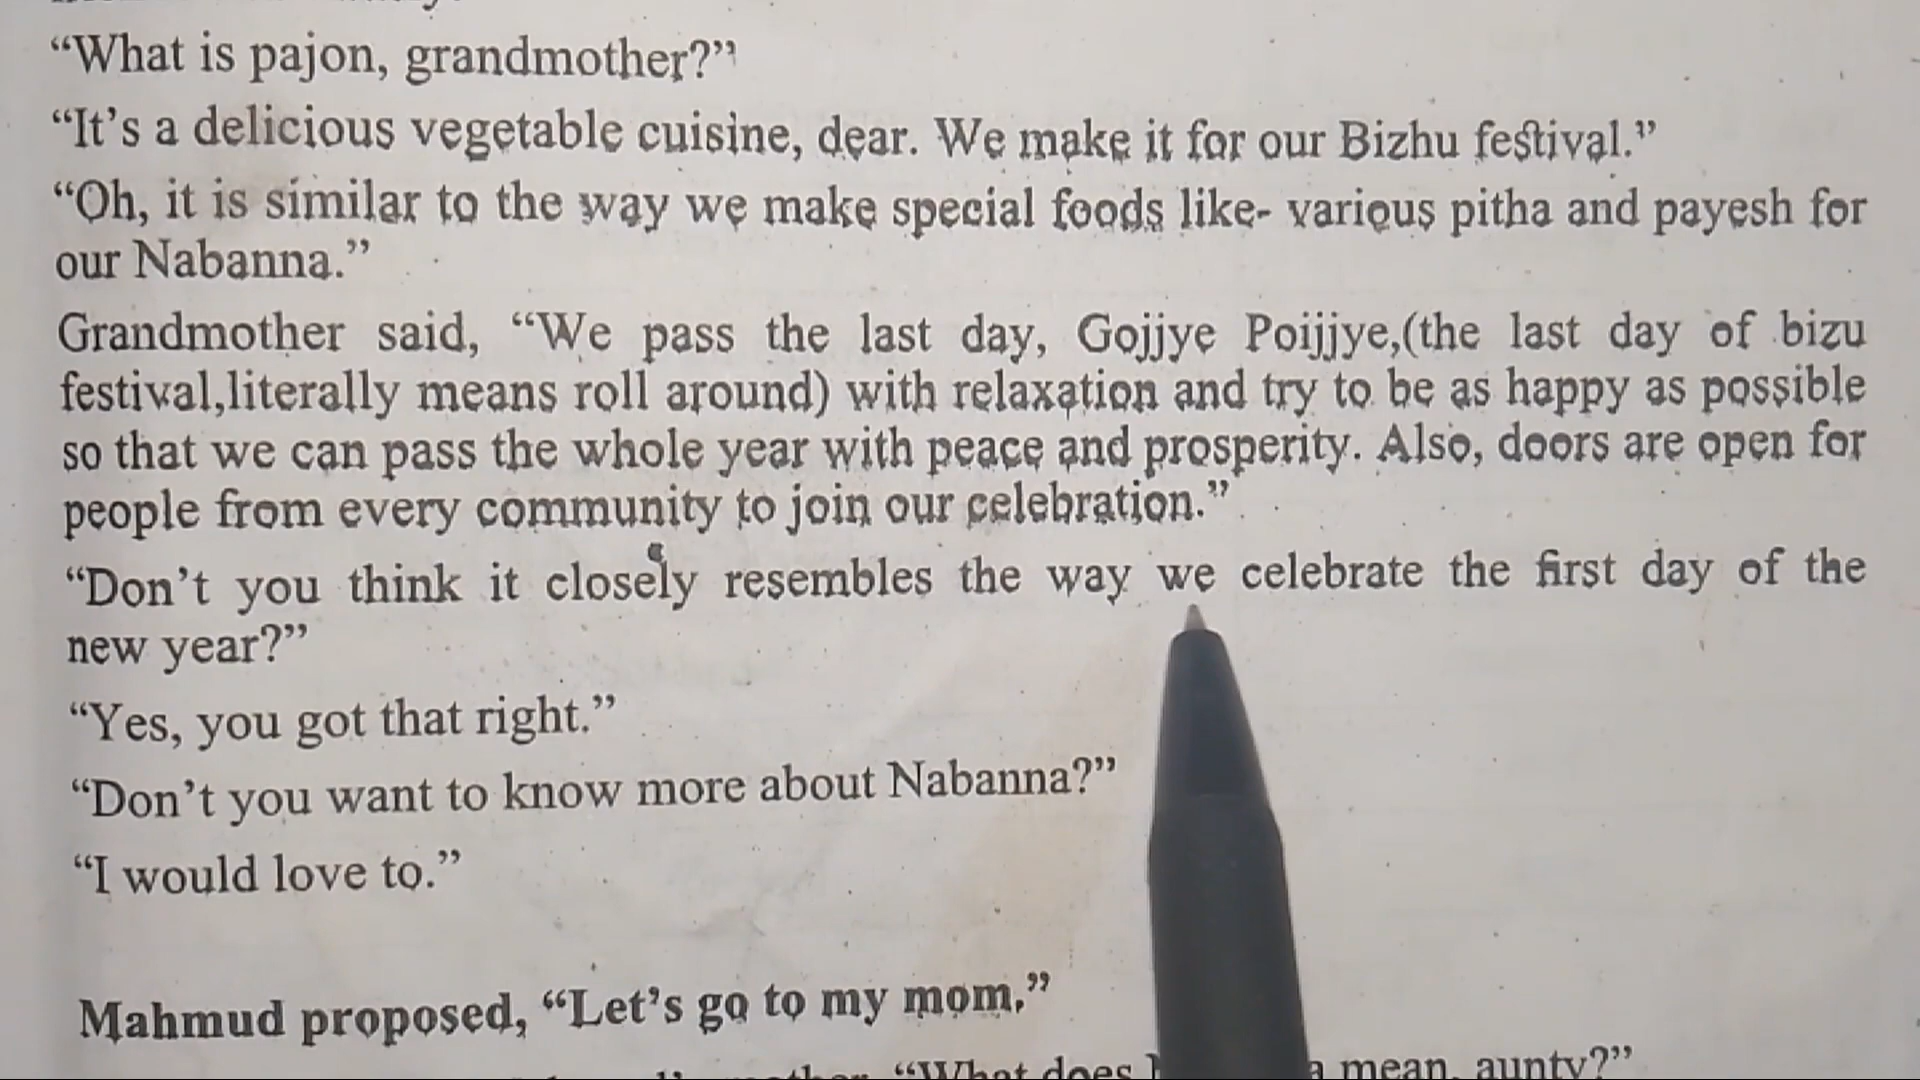 “What is pajon, grandmother?”
“It’s a delicious vegetable cuisine, dear. We make it for our Bizhu festival.”
“Oh, it is similar to the way we make special foods like- various pitha and payesh for
our Nabanna.”
Grandmother said, “We pass the last day, Gojjye Poijjye,(the last day of bizu
festival,literally means roll around) with relaxation and try to be as happy as possible
so that we can pass the whole year with peace and prosperity. Also, doors are open for
people from every community to join our celebration.”
“Don’t you think it closely resembles the way we celebrate the first day of the
new year?”
“Yes, you got that right.”
“Don’t you want to know more about Nabanna?”
“I would love to.”
Mahmud proposed, “Let’s go to my mom.”
“What does mean, aunty?”